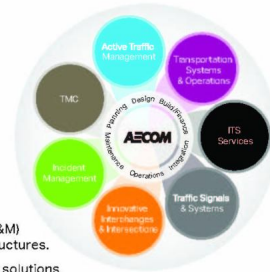 Active Traffic
Management
Transportation
Systems
& Operations
TMC
Planning Design Build/Finance
AECOM
ITS
Services
Maintenance Operations Integration
Incident
Management
Traffic Signals
& Systems
Innovative
Interchanges
& Intersections
&M)
uctures.
solutions